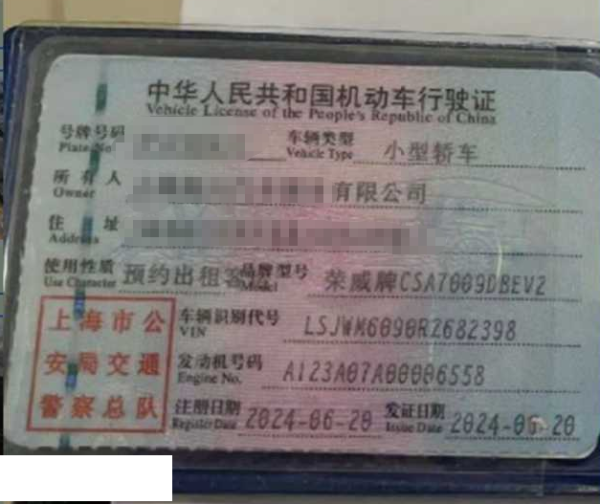 中华人民共和国机动车行驶证
Vehicle License of the People's Republic of China
号牌号码 车辆类型 小型轿车
Plate No. Vehicle Type
所有人 有限公司
Owner
住址
Address
使用性质 预约出租客 品牌型号 荣威牌CSA7009DBEV2
Use Character Model
车辆识别代号 LSJWM6090RZ682398
VIN
发动机号码 A123A07A00006558
Engine No.
注册日期 2024-06-20 发证日期 2024-06-20
Register Date Issue Date
上海市公
安局交通
警察总队